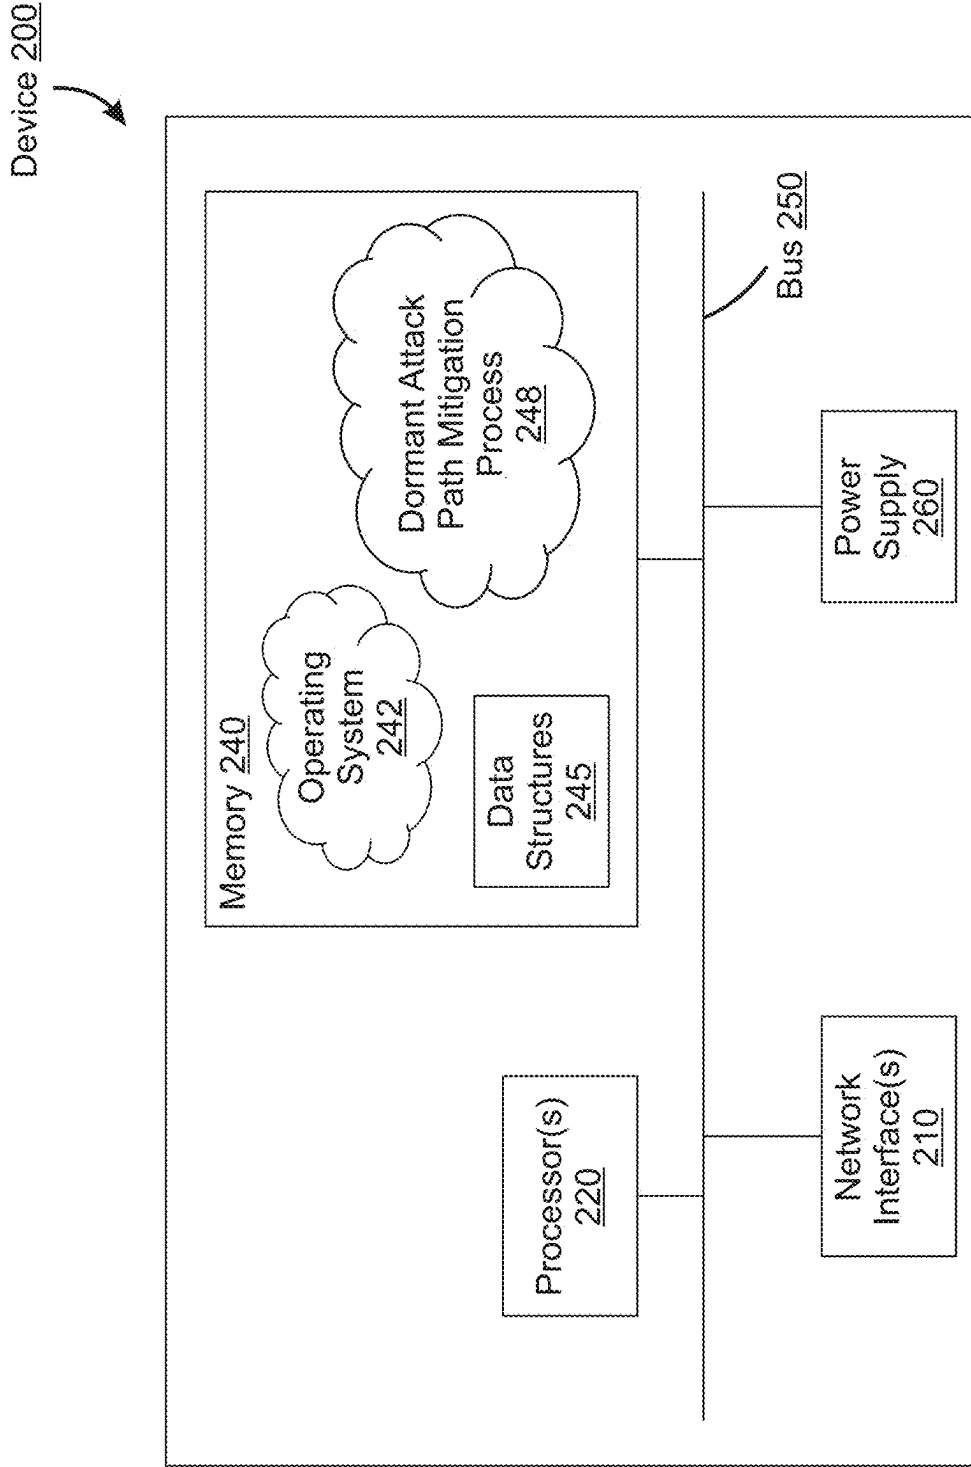 Device 200
Memory 240
Operating
System
242
Dormant Attack
Path Mitigation
Process
248
Data
Structures
245
Processor(s)
220
Bus 250
Network
Interface(s)
210
Power
Supply
260